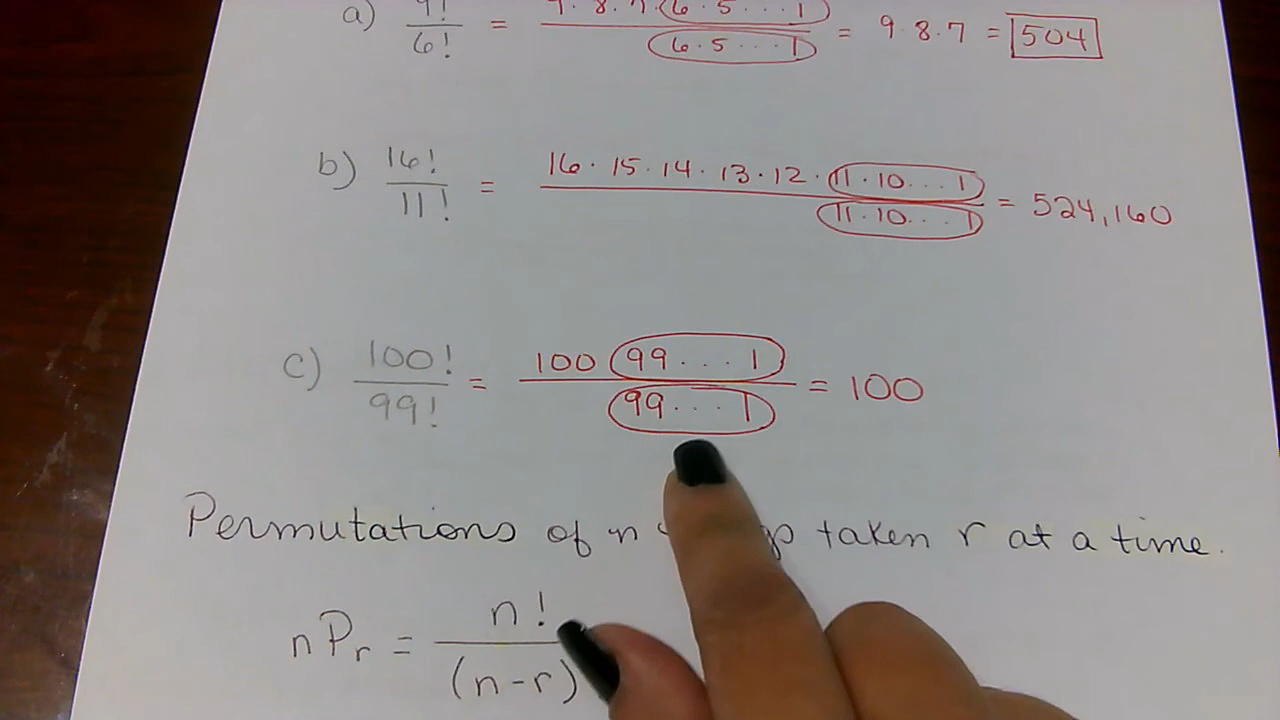 a) 9! / 6! = 9 · 8 · 7 · 6 · 5 · · · 1 / 6 · 5 · · · 1 = 9 · 8 · 7 = 504
b) 16! / 11! = 16 · 15 · 14 · 13 · 12 · 11 · 10 . . . 1 / 11 · 10 . . . 1 = 524,160
c) 100! / 99! = 100 99 . . . 1 / 99 . . . 1 = 100
Permutations of n taken r at a time.
nPr = n! / (n-r)